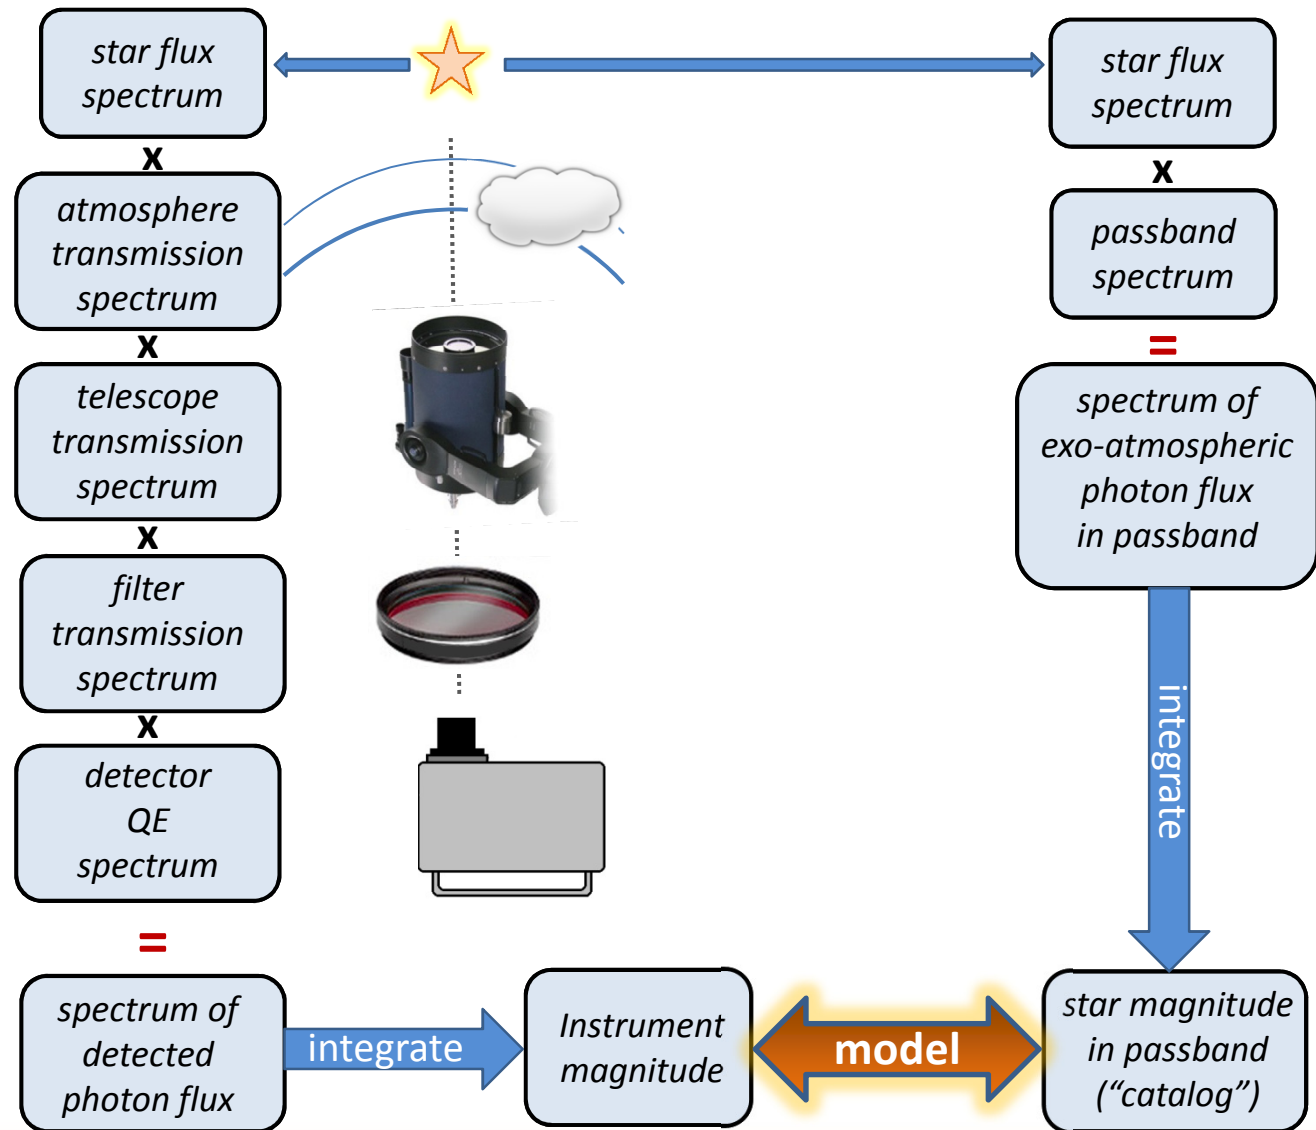 star flux
spectrum
x
atmosphere
transmission
spectrum
x
telescope
transmission
spectrum
x
filter
transmission
spectrum
x
detector
QE
spectrum
=
spectrum of
detected
photon flux
integrate
Instrument
magnitude
model
star flux
spectrum
x
passband
spectrum
=
spectrum of
exo-atmospheric
photon flux
in passband
integrate
star magnitude
in passband
(“catalog”)